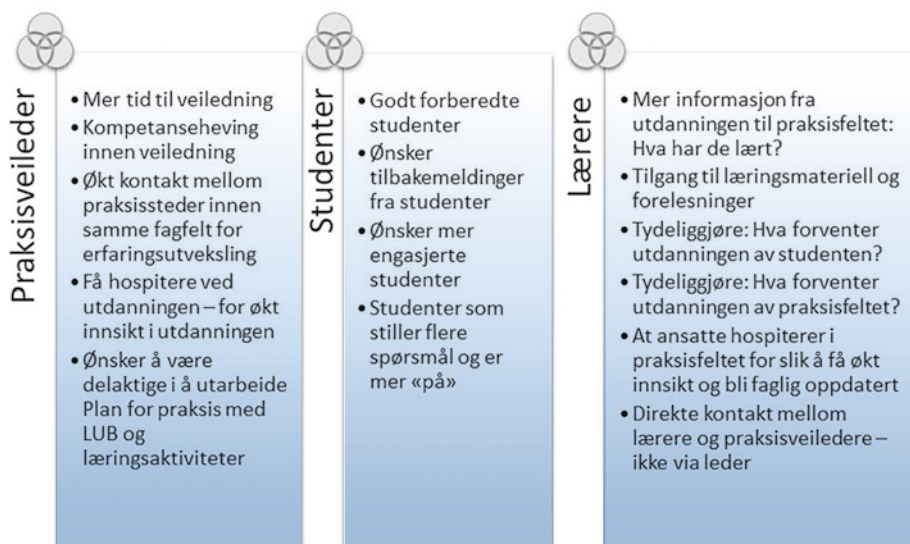 Praksisveileder
• Mer tid til veiledning
• Kompetanseheving
innen veiledning
• Økt kontakt mellom
praksissteder innen
samme fagfelt for
erfaringsutveksling
• Få hospitere ved
utdanningen – for økt
innsikt i utdanningen
• Ønsker å være
delaktige i å utarbeide
Plan for praksis med
LUB og
læringsaktiviteter
Studenter
• Godt forberedte
studenter
• Ønsker
tilbakemeldinger
fra studenter
• Ønsker mer
engasjerte
studenter
• Studenter som
stiller flere
spørsmål og er
mer «på»
Lærere
• Mer informasjon fra
utdanningen til praksisfeltet:
Hva har de lært?
• Tilgang til læringsmateriell og
forelesninger
• Tydeliggjøre: Hva forventer
utdanningen av studenten?
• Tydeliggjøre: Hva forventer
utdanningen av praksisfeltet?
• At ansatte hospiterer i
praksisfeltet for slik å få økt
innsikt og bli faglig oppdatert
• Direkte kontakt mellom
lærere og praksisveiledere –
ikke via leder